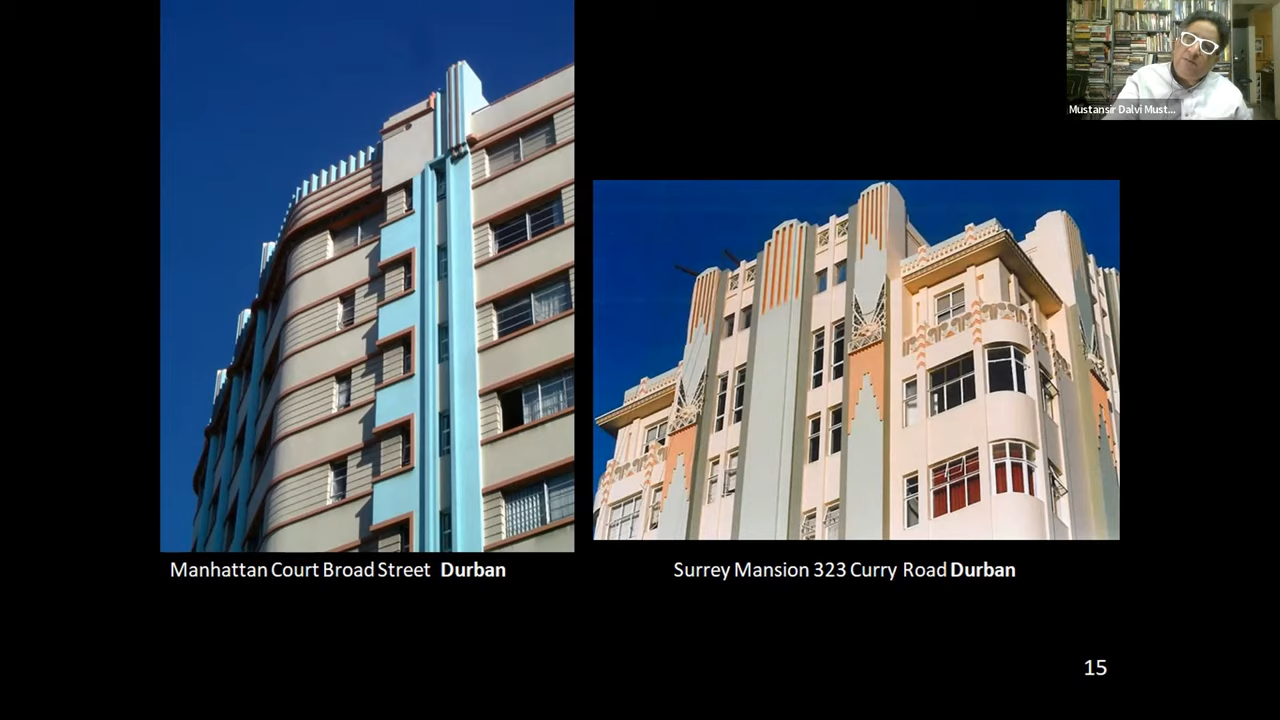 Mustansir Dalvi Must...
Manhattan Court Broad Street Durban
Surrey Mansion 323 Curry Road Durban
15